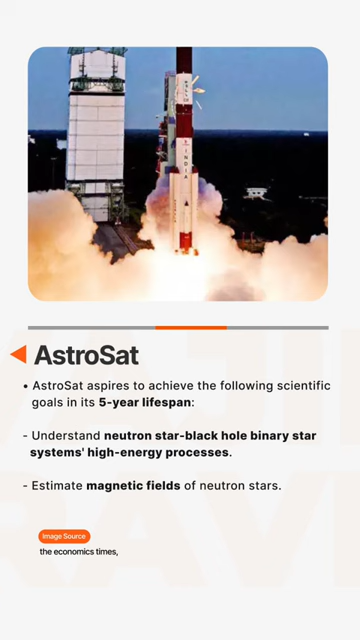 INDIA
AstroSat
• AstroSat aspires to achieve the following scientific
goals in its 5-year lifespan:
- Understand neutron star-black hole binary star
systems' high-energy processes.
- Estimate magnetic fields of neutron stars.
Image Source
the economics times,